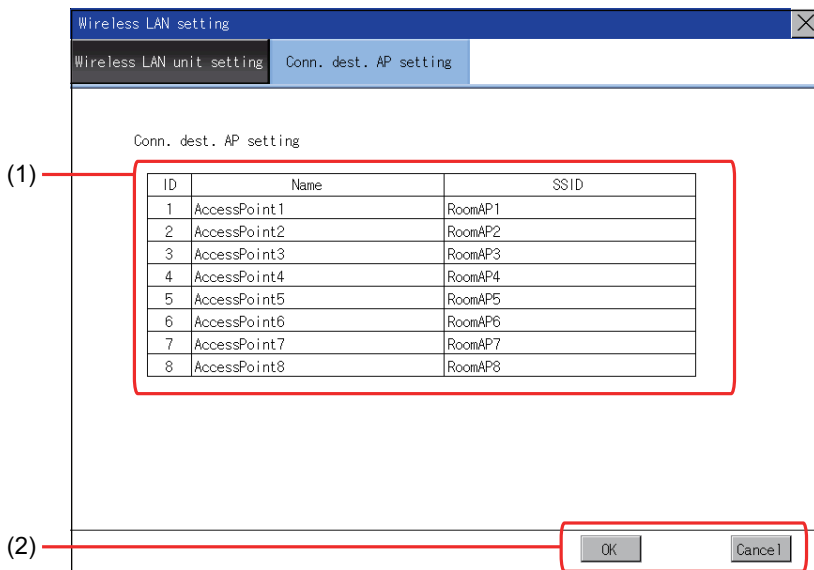 Wireless LAN setting
Wireless LAN unit setting Conn. dest. AP setting
Conn. dest. AP setting
(1)
ID Name SSID
1 AccessPoint1 RoomAP1
2 AccessPoint2 RoomAP2
3 AccessPoint3 RoomAP3
4 AccessPoint4 RoomAP4
5 AccessPoint5 RoomAP5
6 AccessPoint6 RoomAP6
7 AccessPoint7 RoomAP7
8 AccessPoint8 RoomAP8
(2)
OK Cancel